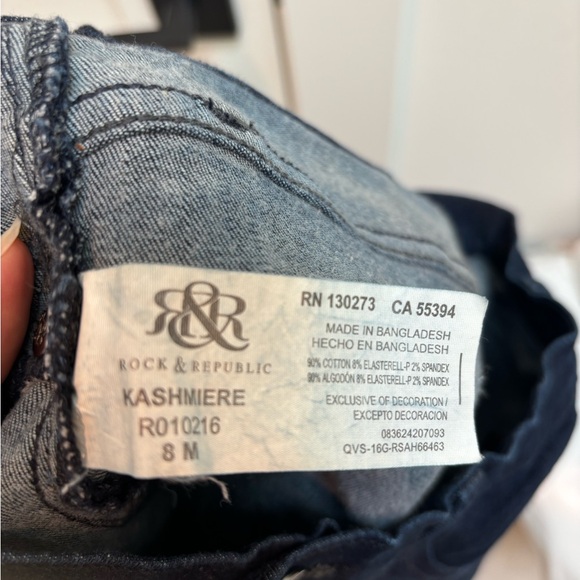 R&R
ROCK & REPUBLIC
KASHMIERE
R010216
8 M
RN 130273 CA 55394
MADE IN BANGLADESH
HECHO EN BANGLADESH
90% COTTON 8% ELASTERELL-P 2% SPANDEX
90% ALGODÓN 8% ELASTERELL-P 2% SPANDEX
EXCLUSIVE OF DECORATION/
EXCEPTO DECORACION
083624207093
QVS-16G-RSAH66463